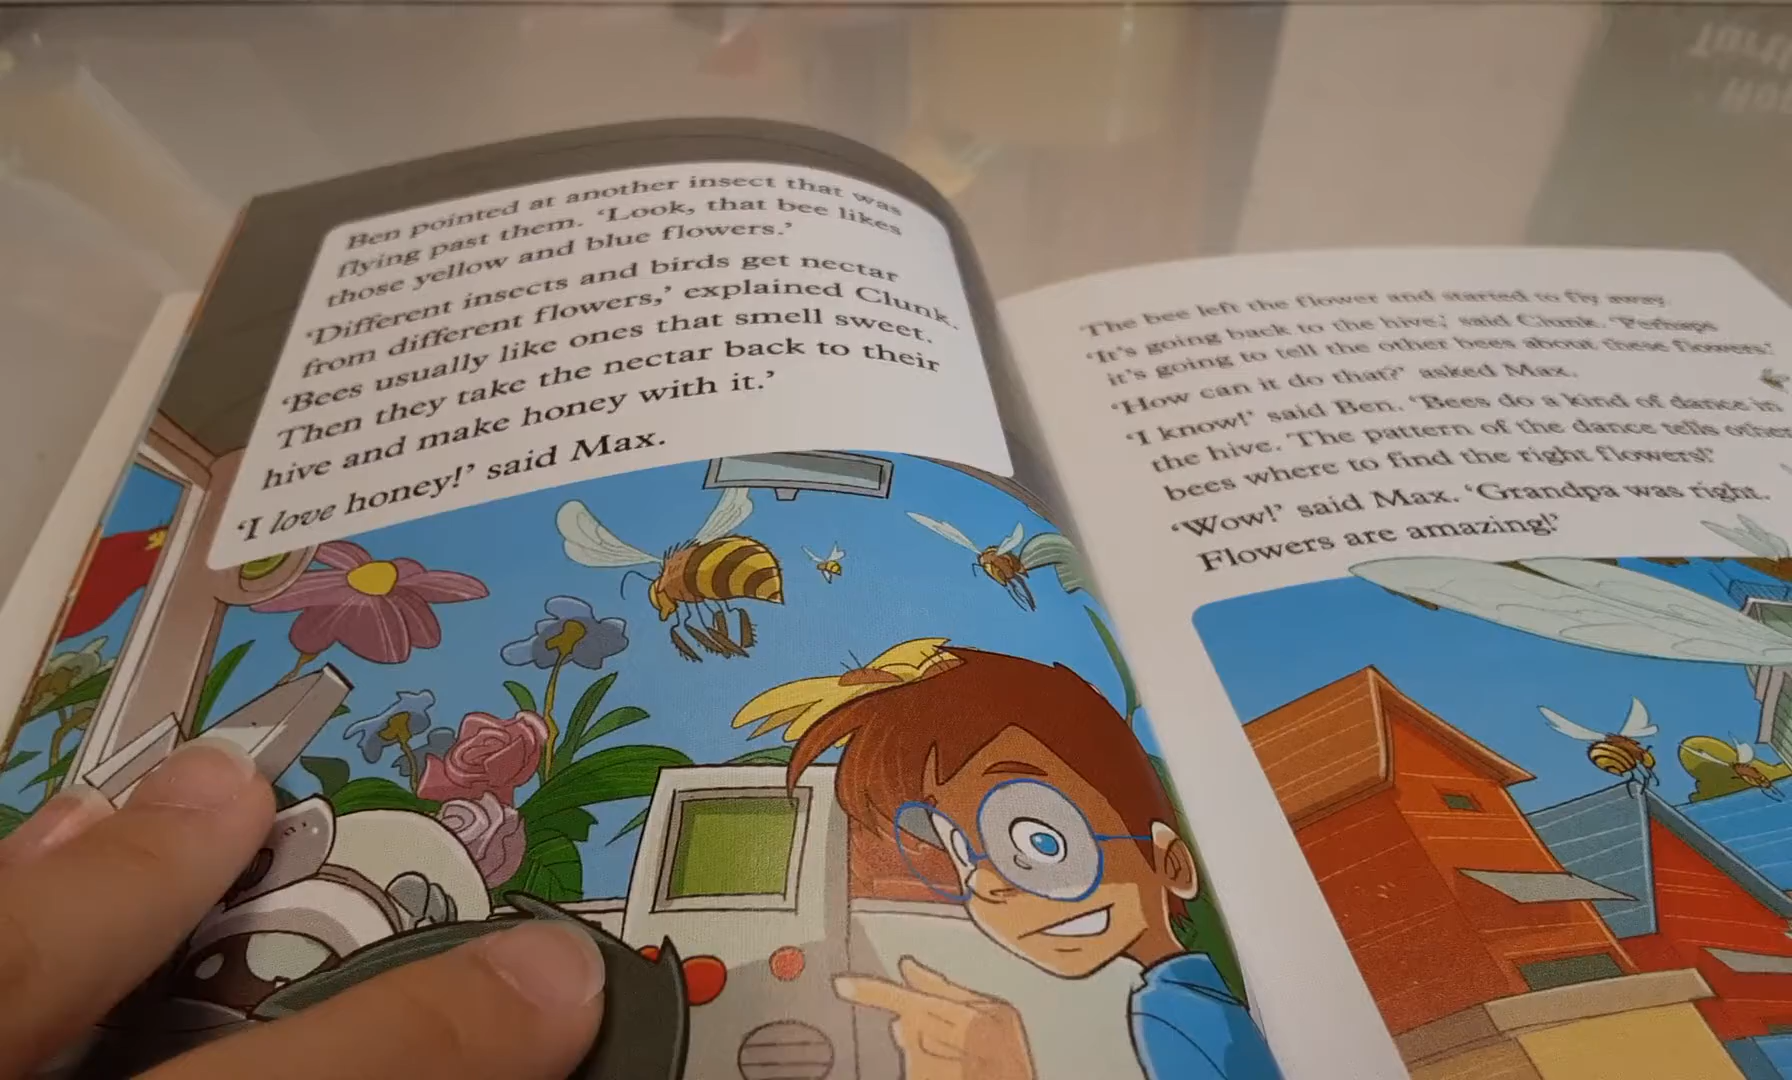 Ben pointed at another insect that was
flying past them. ‘Look, that bee likes
those yellow and blue flowers.’
‘Different insects and birds get nectar
from different flowers,’ explained Clunk.
‘Bees usually like ones that smell sweet.
Then they take the nectar back to their
hive and make honey with it.’
‘I love honey!’ said Max.
The bee left the flower and started to fly away.
‘It’s going back to the hive,’ said Clunk. ‘Perhaps
it’s going to tell the other bees about these flowers.’
‘How can it do that?’ asked Max.
‘I know!’ said Ben. ‘Bees do a kind of dance in
the hive. The pattern of the dance tells other
bees where to find the right flowers!’
‘Wow!’ said Max. ‘Grandpa was right.
Flowers are amazing!’